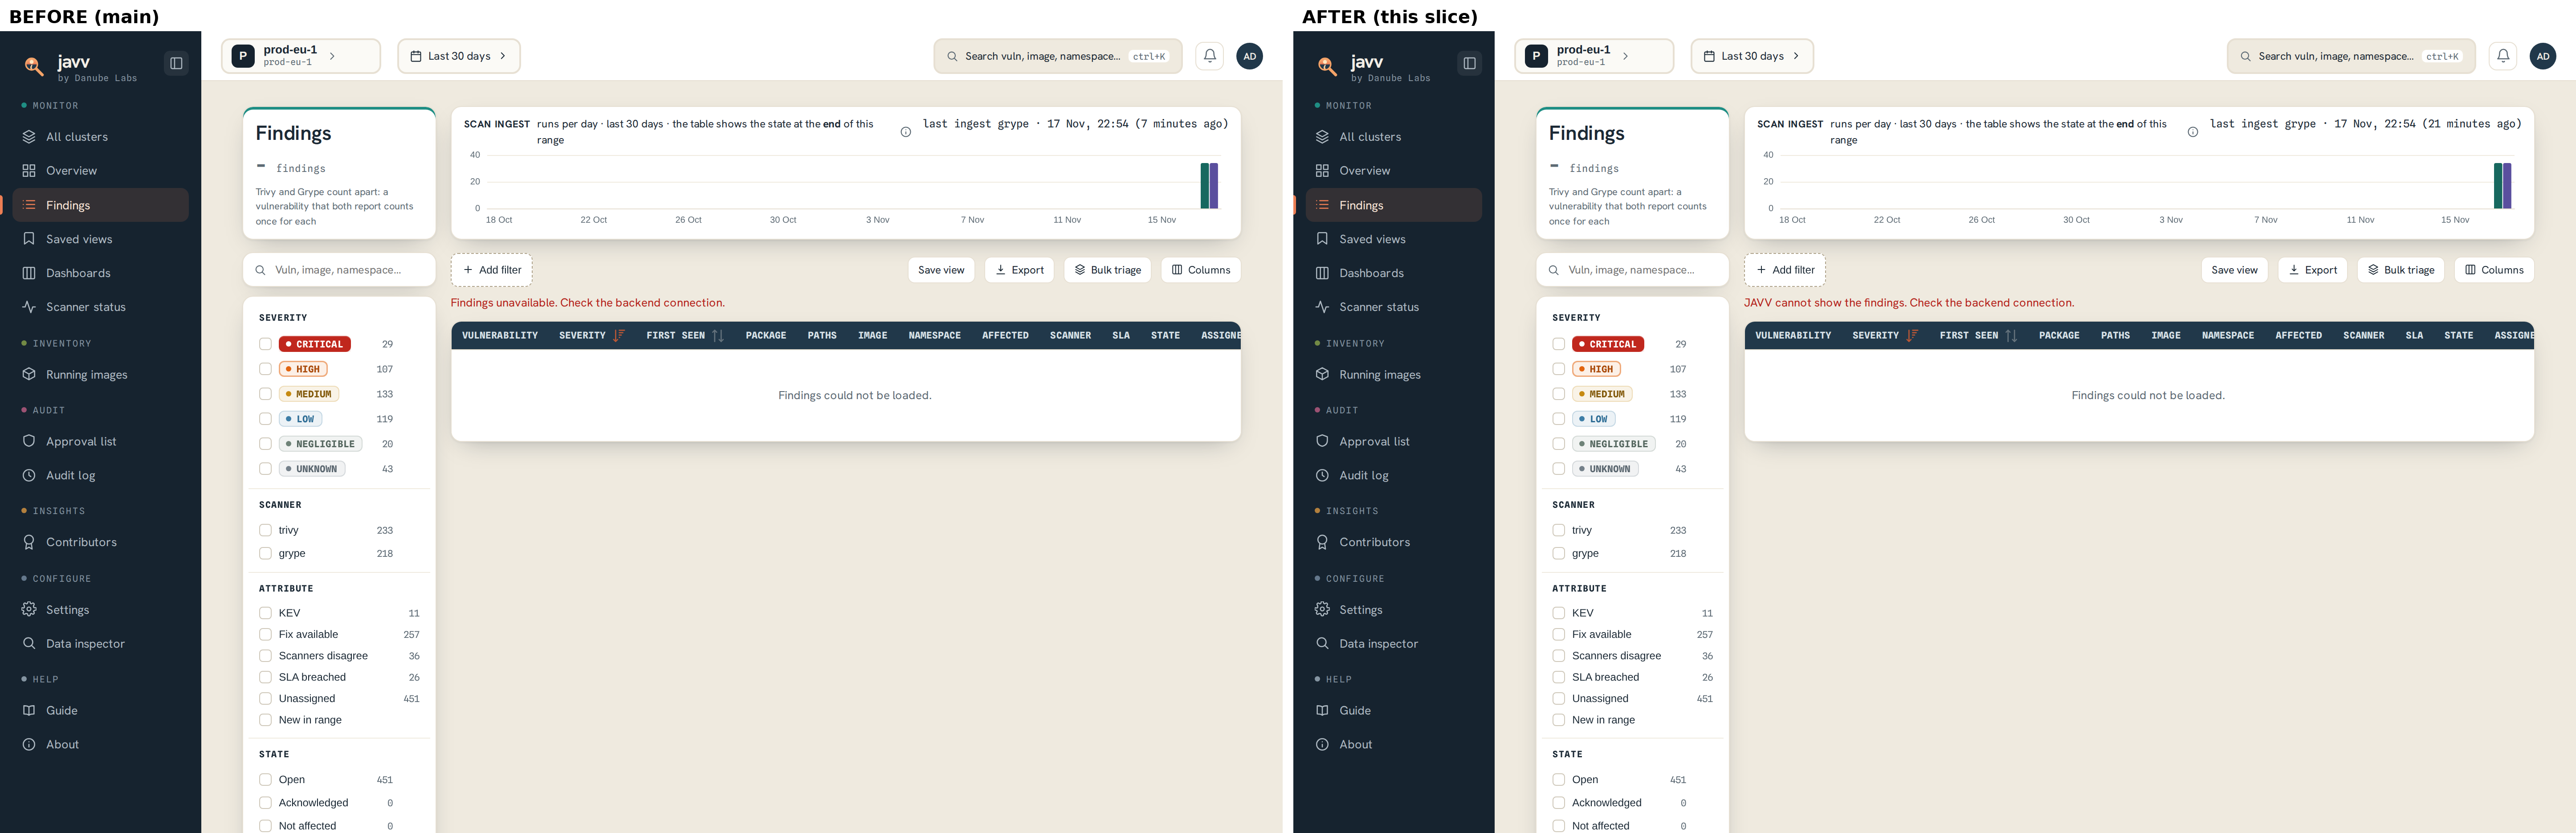 BEFORE (main)
javv
by Danube Labs
MONITOR
All clusters
Overview
Findings
Saved views
Dashboards
Scanner status
INVENTORY
Running images
AUDIT
Approval list
Audit log
INSIGHTS
Contributors
CONFIGURE
Settings
Data inspector
HELP
Guide
About
P
prod-eu-1
prod-eu-1
Last 30 days
Search vuln, image, namespace... ctrl+K
AD
Findings
- findings
Trivy and Grype count apart: a
vulnerability that both report counts
once for each
SCAN INGEST runs per day · last 30 days · the table shows the state at the end of this
range
last ingest grype · 17 Nov, 22:54 (7 minutes ago)
40
20
0
18 Oct 22 Oct 26 Oct 30 Oct 3 Nov 7 Nov 11 Nov 15 Nov
Vuln, image, namespace...
Add filter
Save view Export Bulk triage Columns
Findings unavailable. Check the backend connection.
VULNERABILITY SEVERITY FIRST SEEN PACKAGE PATHS IMAGE NAMESPACE AFFECTED SCANNER SLA STATE ASSIGNE
Findings could not be loaded.
SEVERITY
CRITICAL 29
HIGH 107
MEDIUM 133
LOW 119
NEGLIGIBLE 20
UNKNOWN 43
SCANNER
trivy 233
grype 218
ATTRIBUTE
KEV 11
Fix available 257
Scanners disagree 36
SLA breached 26
Unassigned 451
New in range
STATE
Open 451
Acknowledged 0
Not affected 0
AFTER (this slice)
javv
by Danube Labs
MONITOR
All clusters
Overview
Findings
Saved views
Dashboards
Scanner status
INVENTORY
Running images
AUDIT
Approval list
Audit log
INSIGHTS
Contributors
CONFIGURE
Settings
Data inspector
HELP
Guide
About
P
prod-eu-1
prod-eu-1
Last 30 days
Search vuln, image, namespace... ctrl+K
AD
Findings
- findings
Trivy and Grype count apart: a
vulnerability that both report counts
once for each
SCAN INGEST runs per day · last 30 days · the table shows the state at the end of this
range
last ingest grype · 17 Nov, 22:54 (21 minutes ago)
40
20
0
18 Oct 22 Oct 26 Oct 30 Oct 3 Nov 7 Nov 11 Nov 15 Nov
Vuln, image, namespace...
Add filter
Save view Export Bulk triage Columns
JAVV cannot show the findings. Check the backend connection.
VULNERABILITY SEVERITY FIRST SEEN PACKAGE PATHS IMAGE NAMESPACE AFFECTED SCANNER SLA STATE ASSIGNE
Findings could not be loaded.
SEVERITY
CRITICAL 29
HIGH 107
MEDIUM 133
LOW 119
NEGLIGIBLE 20
UNKNOWN 43
SCANNER
trivy 233
grype 218
ATTRIBUTE
KEV 11
Fix available 257
Scanners disagree 36
SLA breached 26
Unassigned 451
New in range
STATE
Open 451
Acknowledged 0
Not affected 0